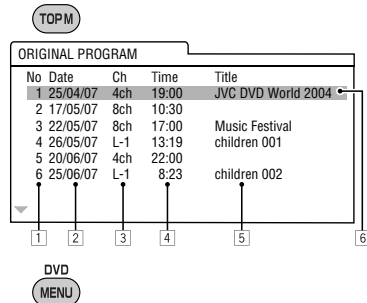 TOPM
ORIGINAL PROGRAM
No Date Ch Time Title
1 25/04/07 4ch 19:00 JVC DVD World 2004
2 17/05/07 8ch 10:30
3 22/05/07 8ch 17:00 Music Festival
4 26/05/07 L-1 13:19 children 001
5 20/06/07 4ch 22:00
6 25/06/07 L-1 8:23 children 002
1 2 3 4 5 6
DVD
MENU